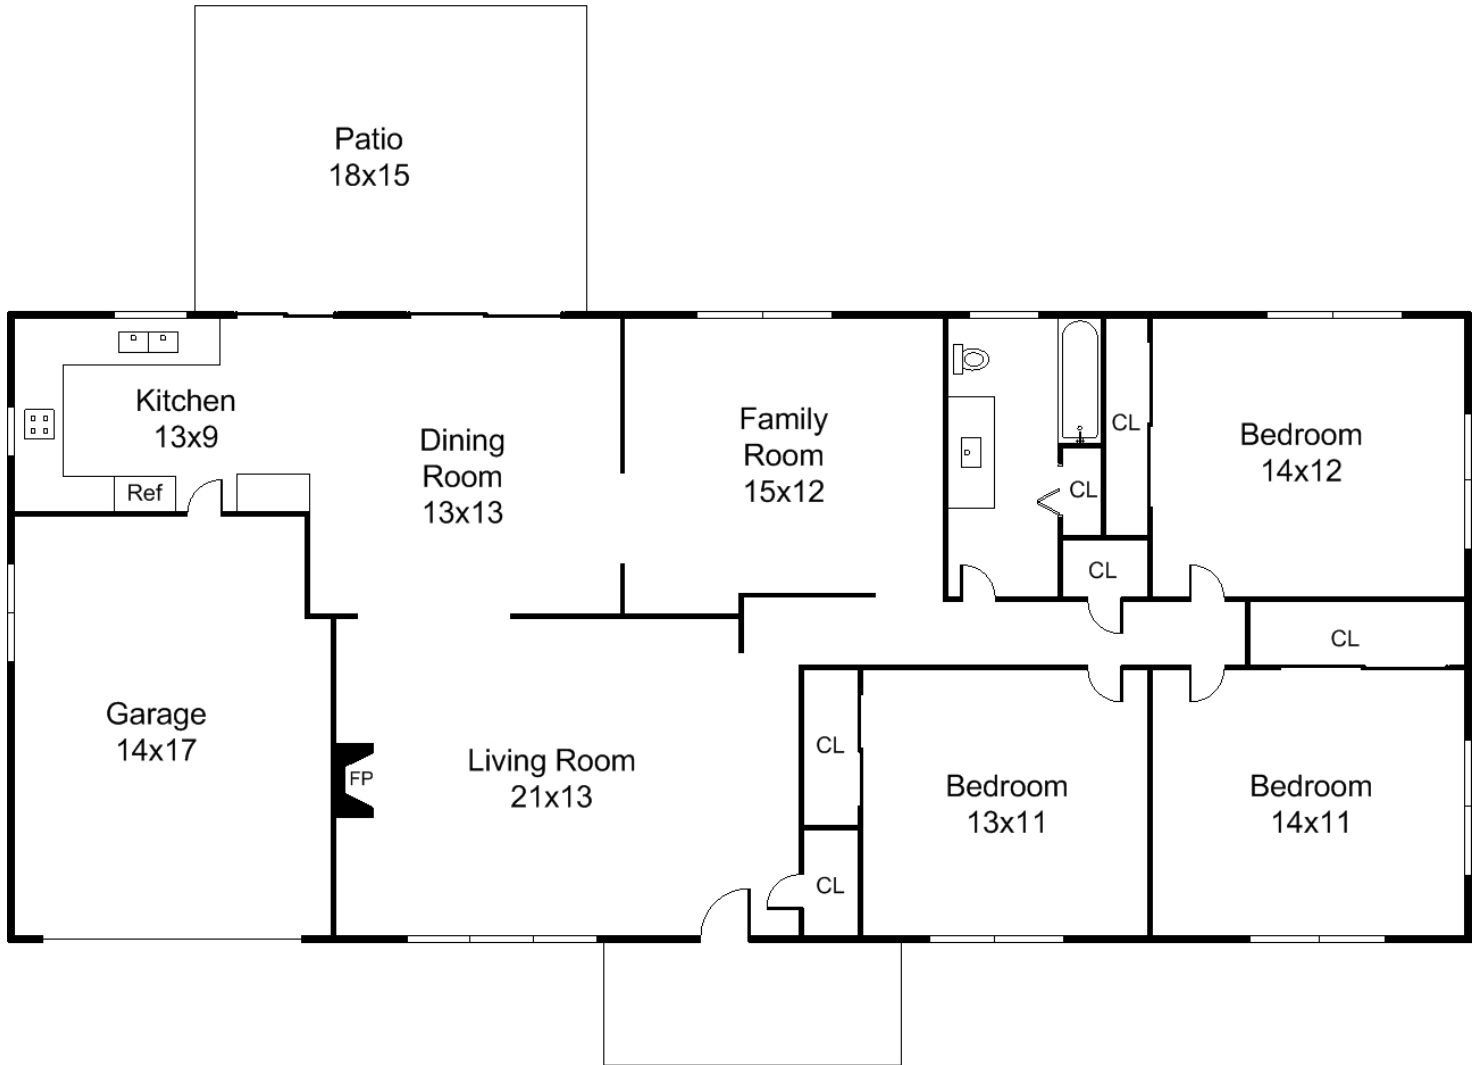 Patio
18x15
Kitchen
13x9
Ref
Dining
Room
13x13
Family
Room
15x12
CL
CL
CL
Bedroom
14x12
CL
Garage
14x17
FP
Living Room
21x13
CL
CL
Bedroom
13x11
Bedroom
14x11